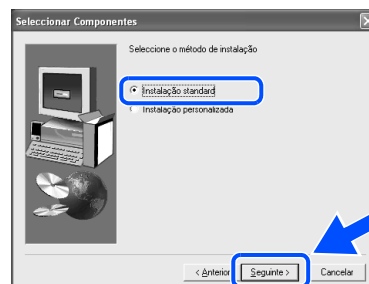 Seleccionar Componentes
Seleccione o método de instalação
Instalação standard
Instalação personalizada
< Anterior
Seguinte >
Cancelar